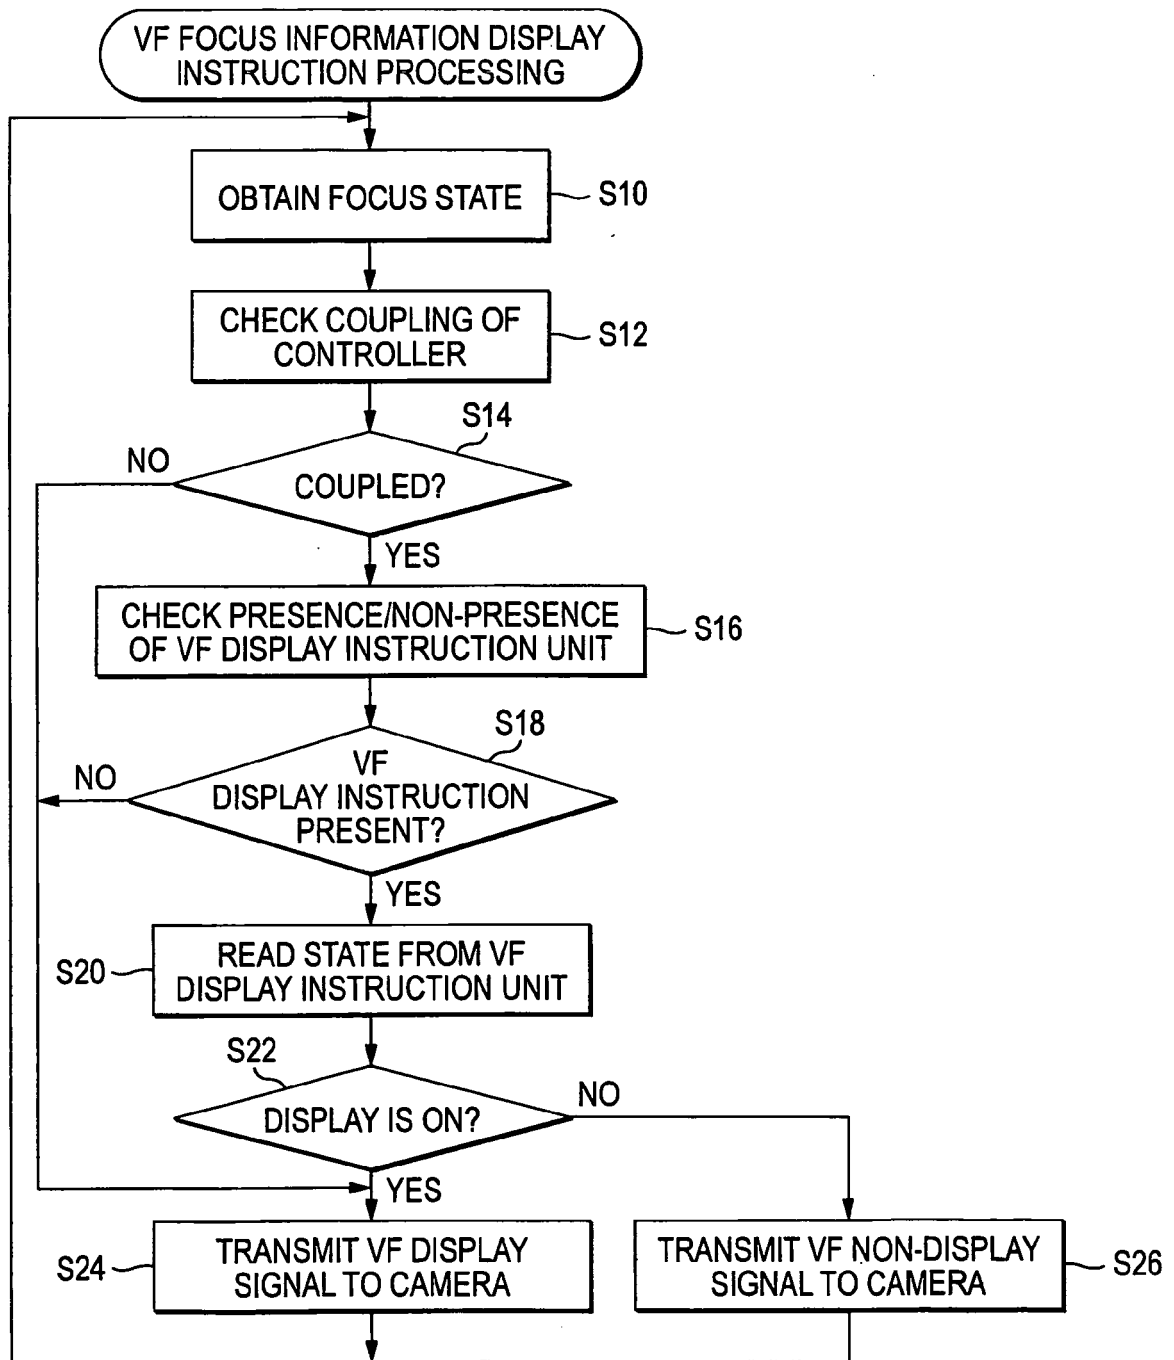 VF FOCUS INFORMATION DISPLAY
INSTRUCTION PROCESSING
OBTAIN FOCUS STATE
S10
CHECK COUPLING OF
CONTROLLER
S12
S14
NO
COUPLED?
YES
CHECK PRESENCE/NON-PRESENCE
OF VF DISPLAY INSTRUCTION UNIT
S16
S18
NO
VF
DISPLAY INSTRUCTION
PRESENT?
YES
S20
READ STATE FROM VF
DISPLAY INSTRUCTION UNIT
S22
DISPLAY IS ON?
NO
YES
S24
TRANSMIT VF DISPLAY
SIGNAL TO CAMERA
TRANSMIT VF NON-DISPLAY
SIGNAL TO CAMERA
S26